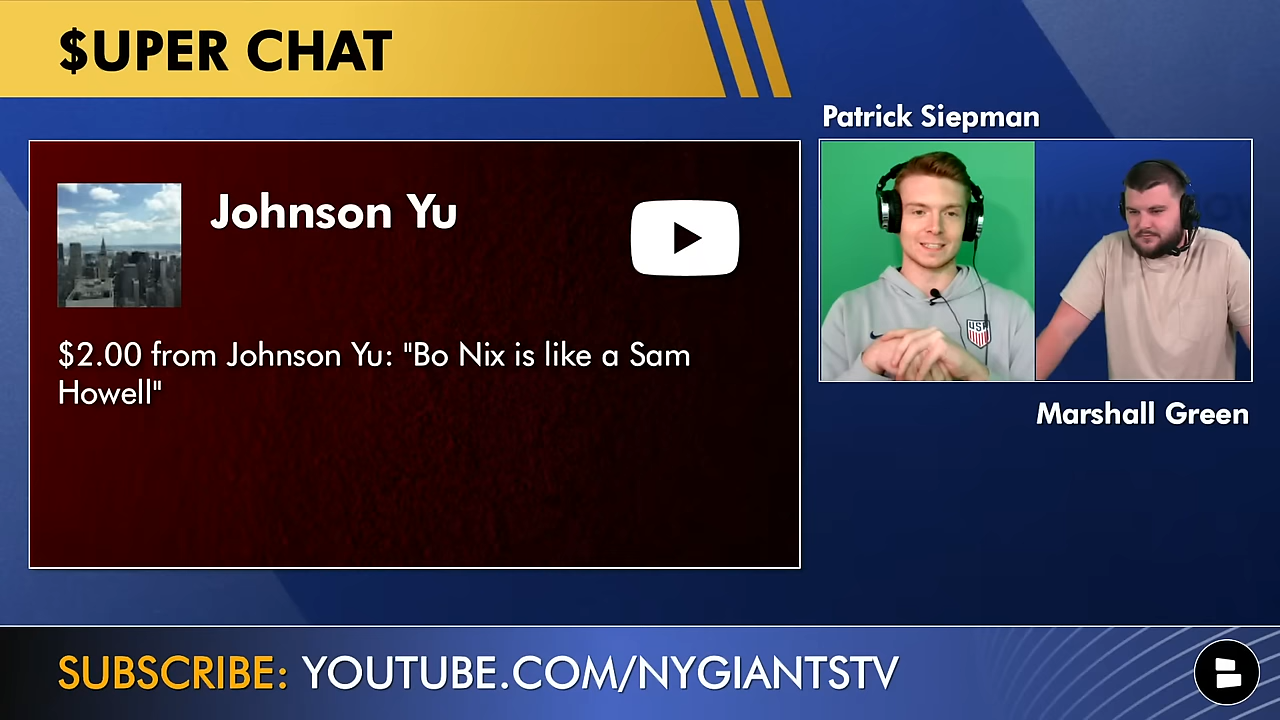 $UPER CHAT
Patrick Siepman
Johnson Yu
$2.00 from Johnson Yu: "Bo Nix is like a Sam
Howell"
USA
Marshall Green
SUBSCRIBE: YOUTUBE.COM/NYGIANTSTV